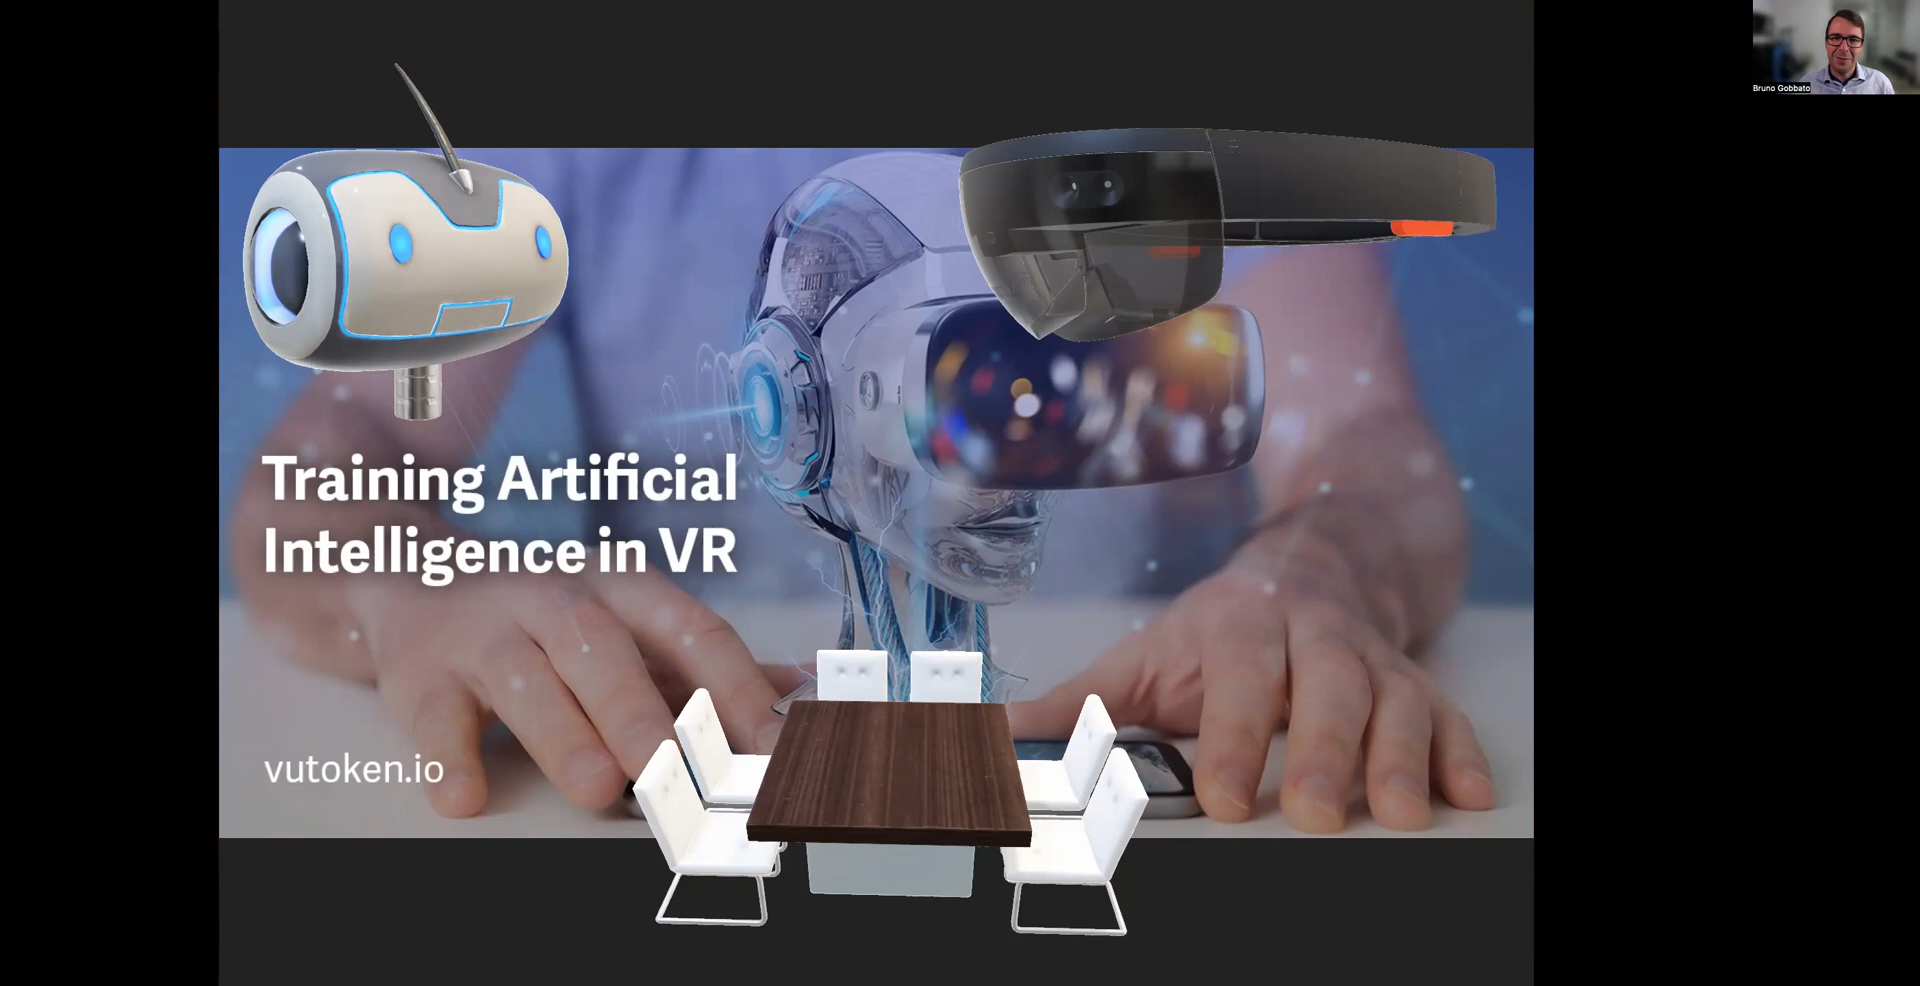 Bruno Gobbato
Training Artificial
Intelligence in VR
vutoken.io